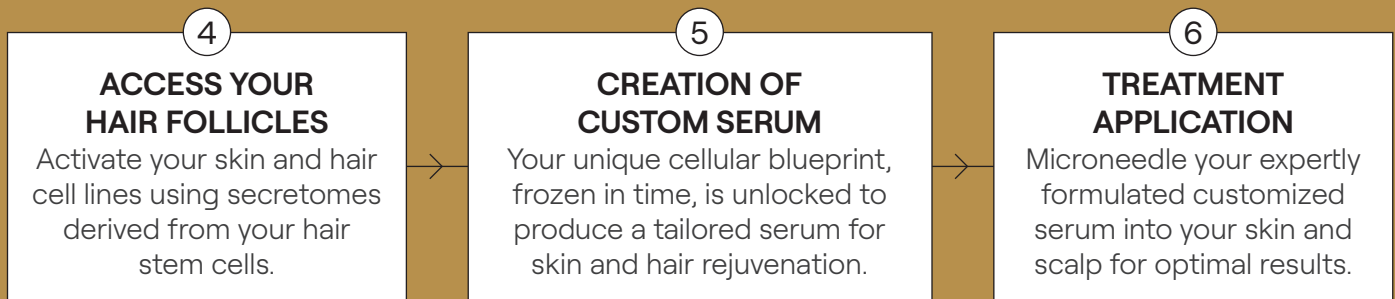 4
ACCESS YOUR
HAIR FOLLICLES
Activate your skin and hair
cell lines using secretomes
derived from your hair
stem cells.
5
CREATION OF
CUSTOM SERUM
Your unique cellular blueprint,
frozen in time, is unlocked to
produce a tailored serum for
skin and hair rejuvenation.
6
TREATMENT
APPLICATION
Microneedle your expertly
formulated customized
serum into your skin and
scalp for optimal results.